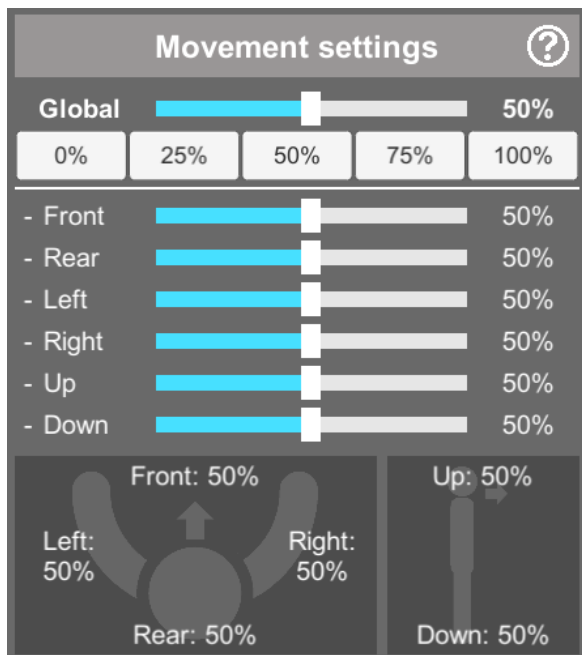 Movement settings ?
Global 50%
0% 25% 50% 75% 100%
- Front 50%
- Rear 50%
- Left 50%
- Right 50%
- Up 50%
- Down 50%
Front: 50%
Left:
50%
Right:
50%
Rear: 50%
Up: 50%
Down: 50%